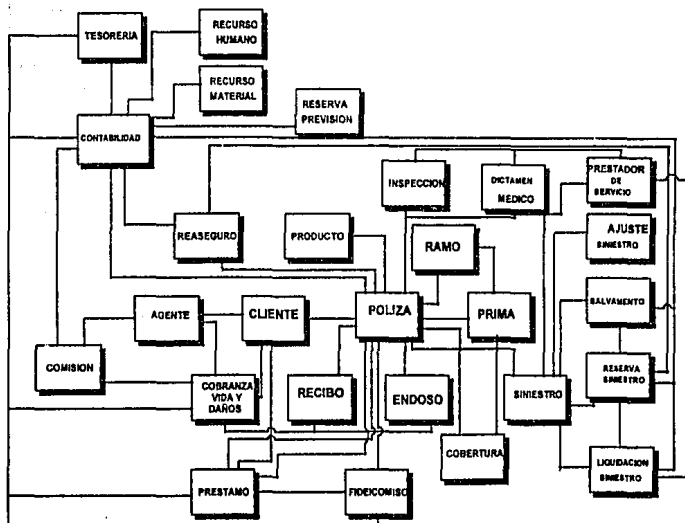 TESORERIA
RECURSO
HUMANO
RECURSO
MATERIAL
RESERVA
PREVISION
CONTABILIDAD
INSPECCION
DICTAMEN
MEDICO
PRESTADOR
DE
SERVICIO
REASEGURO
PRODUCTO
RAMO
AJUSTE
SINIESTRO
AGENTE
CLIENTE
POLIZA
PRIMA
SALVAMENTO
COMISION
COBRANZA
VIDA Y
DAÑOS
RECIBO
ENDOSO
SINIESTRO
RESERVA
SINIESTRO
COBERTURA
LIQUIDACION
SINIESTRO
PRESTAMO
FIDEICOMISO